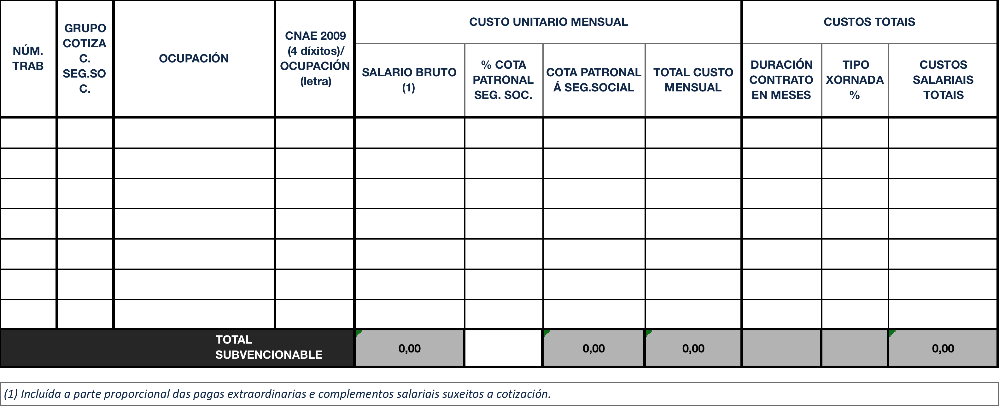 NÚM.
TRAB
GRUPO
COTIZA
C.
SEG.SO
C.
OCUPACIÓN
CNAE 2009
(4 díxitos)/
OCUPACIÓN
(letra)
CUSTO UNITARIO MENSUAL
CUSTOS TOTAIS
SALARIO BRUTO
(1)
% COTA
PATRONAL
SEG. SOC.
COTA PATRONAL
Á SEG.SOCIAL
TOTAL CUSTO
MENSUAL
DURACIÓN
CONTRATO
EN MESES
TIPO
XORNADA
%
CUSTOS
SALARIAIS
TOTAIS
TOTAL
SUBVENCIONABLE
0,00
0,00
0,00
0,00
(1) Incluída a parte proporcional das pagas extraordinarias e complementos salariais suxeitos a cotización.